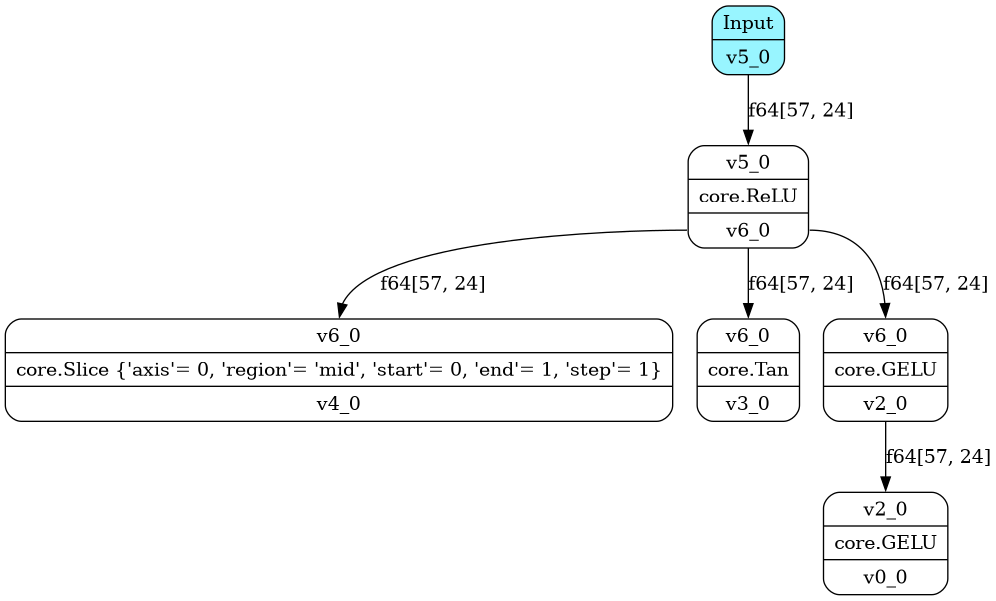 Input
v5_0
f64[57, 24]
v5_0
core.ReLU
v6_0
f64[57, 24]
f64[57, 24]
f64[57, 24]
v6_0
core.Slice {'axis'= 0, 'region'= 'mid', 'start'= 0, 'end'= 1, 'step'= 1}
v4_0
v6_0
core.Tan
v3_0
v6_0
core.GELU
v2_0
f64[57, 24]
v2_0
core.GELU
v0_0